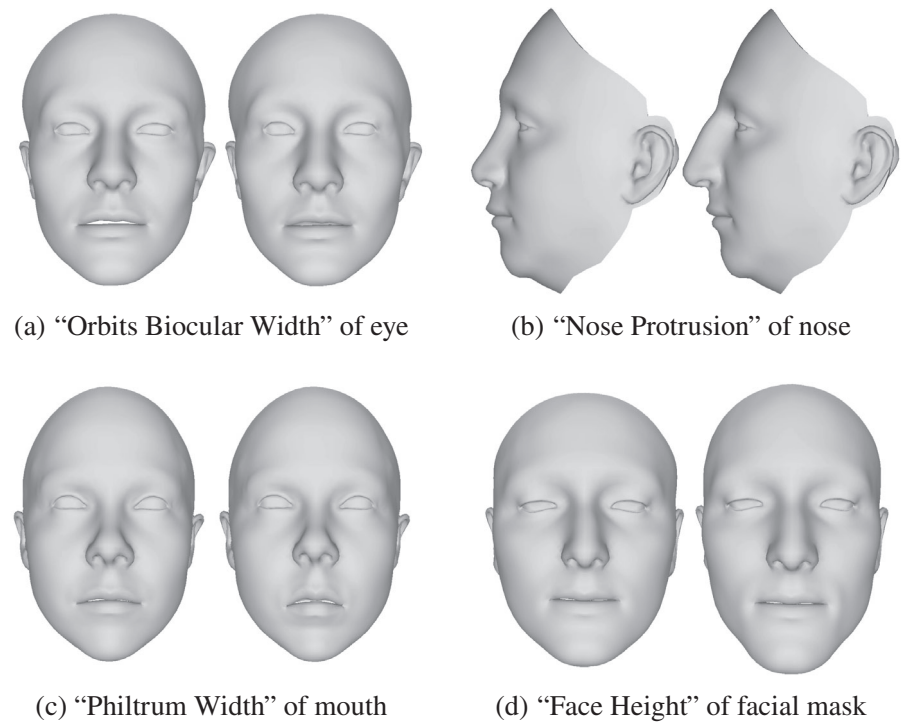 (a) “Orbits Biocular Width” of eye
(b) “Nose Protrusion” of nose
(c) “Philtrum Width” of mouth
(d) “Face Height” of facial mask